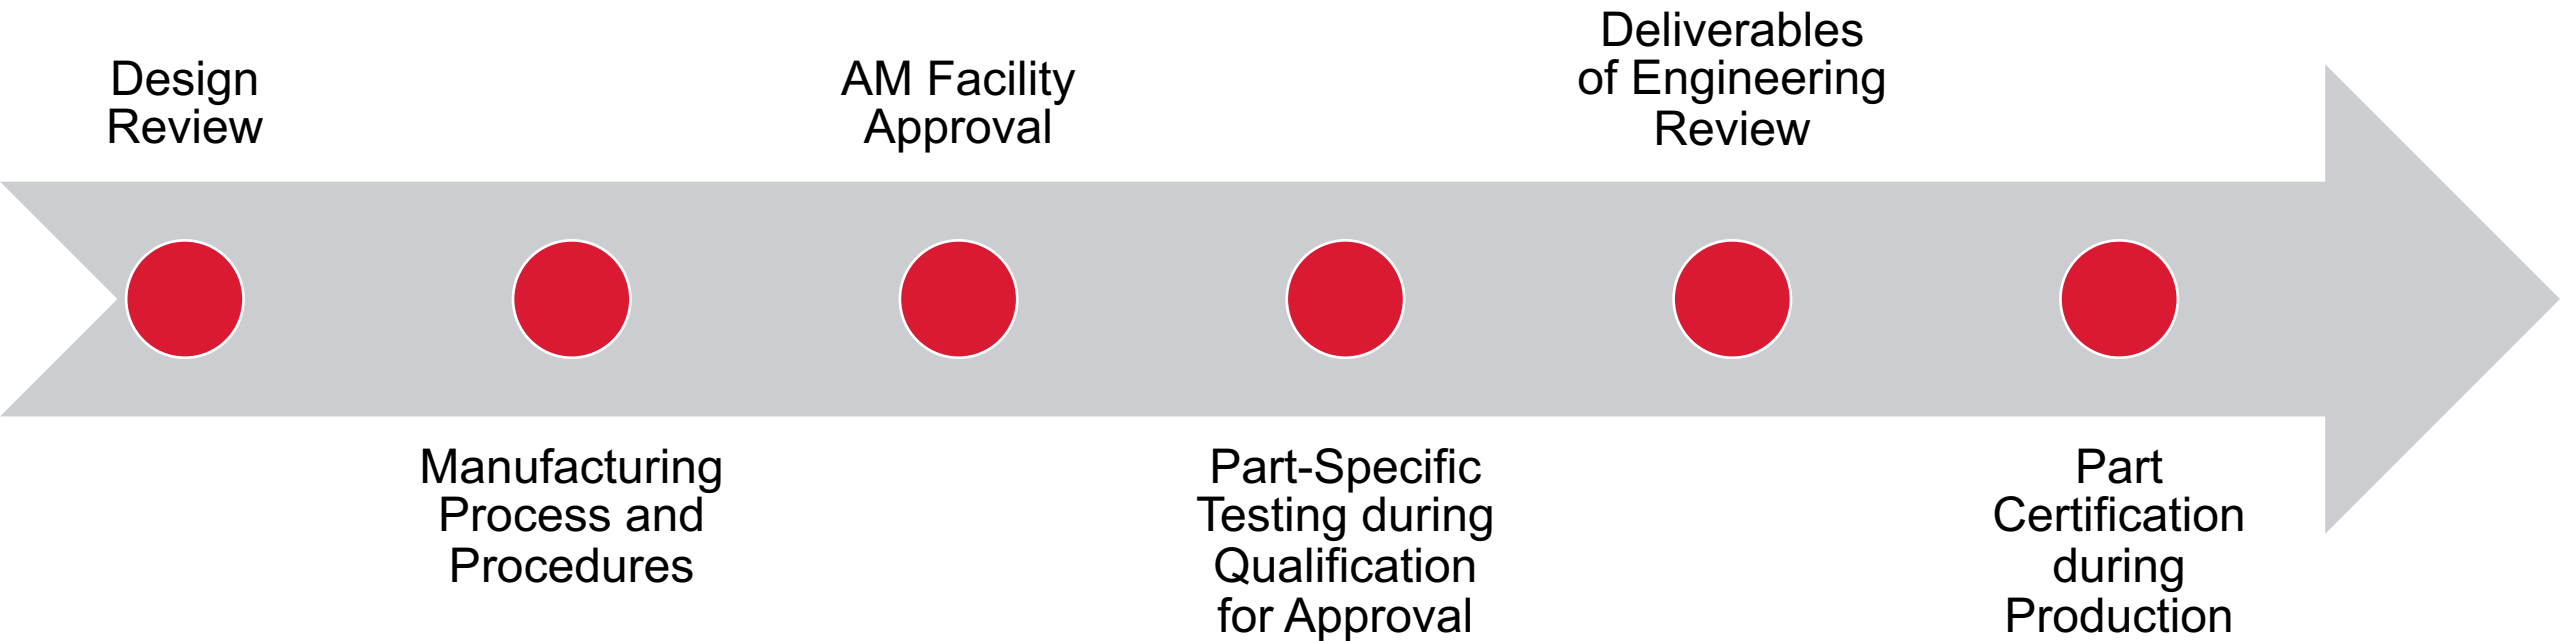 Design
Review
Manufacturing
Process and
Procedures
AM Facility
Approval
Part-Specific
Testing during
Qualification
for Approval
Deliverables
of Engineering
Review
Part
Certification
during
Production